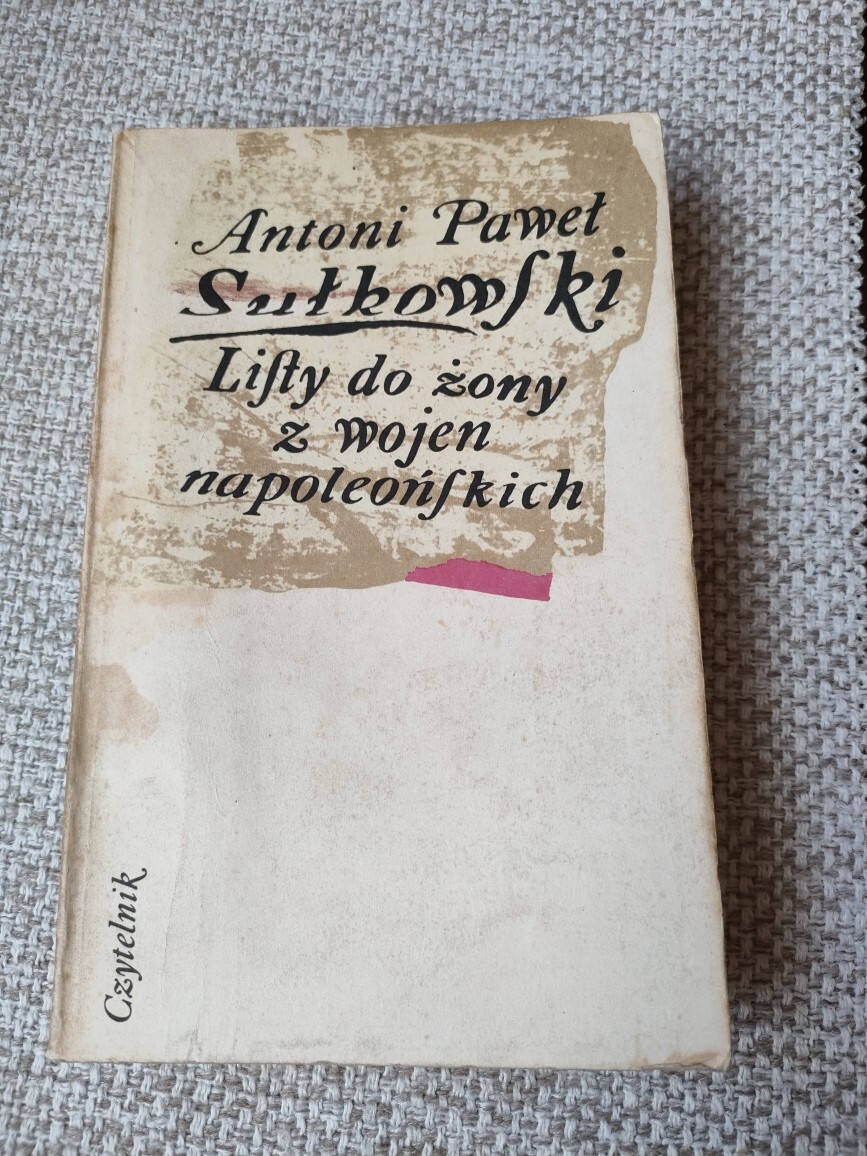 Antoni Paweł
Sułkowſki
Liſty do żony
z wojen
napoleońſkich
Czytelnik